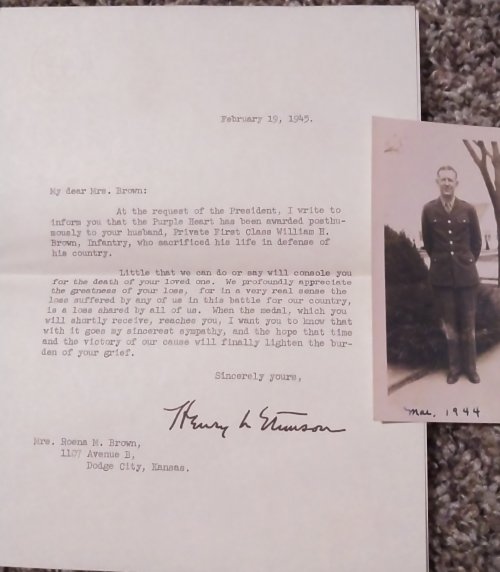 February 19, 1945.
My dear Mrs. Brown:
At the request of the President, I write to
inform you that the Purple Heart has been awarded posthu-
mously to your husband, Private First Class William H.
Brown, Infantry, who sacrificed his life in defense of
his country.
Little that we can do or say will console you
for the death of your loved one. We profoundly appreciate
the greatness of your loss, for in a very real sense the
loss suffered by any of us in this battle for our country,
is a loss shared by all of us. When the medal, which you
will shortly receive, reaches you, I want you to know that
with it goes my sincerest sympathy, and the hope that time
and the victory of our cause will finally lighten the bur-
den of your grief.
Sincerely yours,
Henry L Stimson
Mrs. Roena M. Brown,
1107 Avenue B,
Dodge City, Kansas.
Mar, 1944